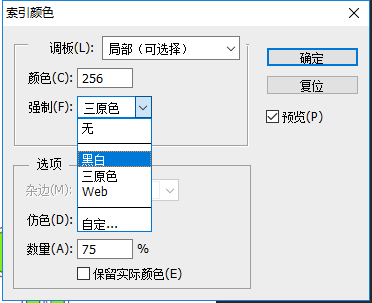 索引颜色
调板(L): 局部（可选择）
确定
颜色(C): 256
复位
强制(F): 三原色
预览(P)
无
黑白
三原色
Web
自定...
选项
杂边(M):
仿色(D):
数量(A): 75 %
保留实际颜色(E)